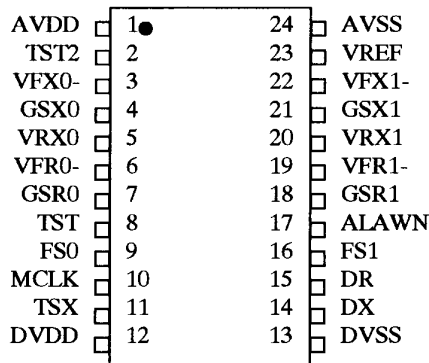 AVDD 1 24 AVSS
TST2 2 23 VREF
VFX0- 3 22 VFX1-
GSX0 4 21 GSX1
VRX0 5 20 VRX1
VFR0- 6 19 VFR1-
GSR0 7 18 GSR1
TST 8 17 ALAWN
FS0 9 16 FS1
MCLK 10 15 DR
TSX 11 14 DX
DVDD 12 13 DVSS